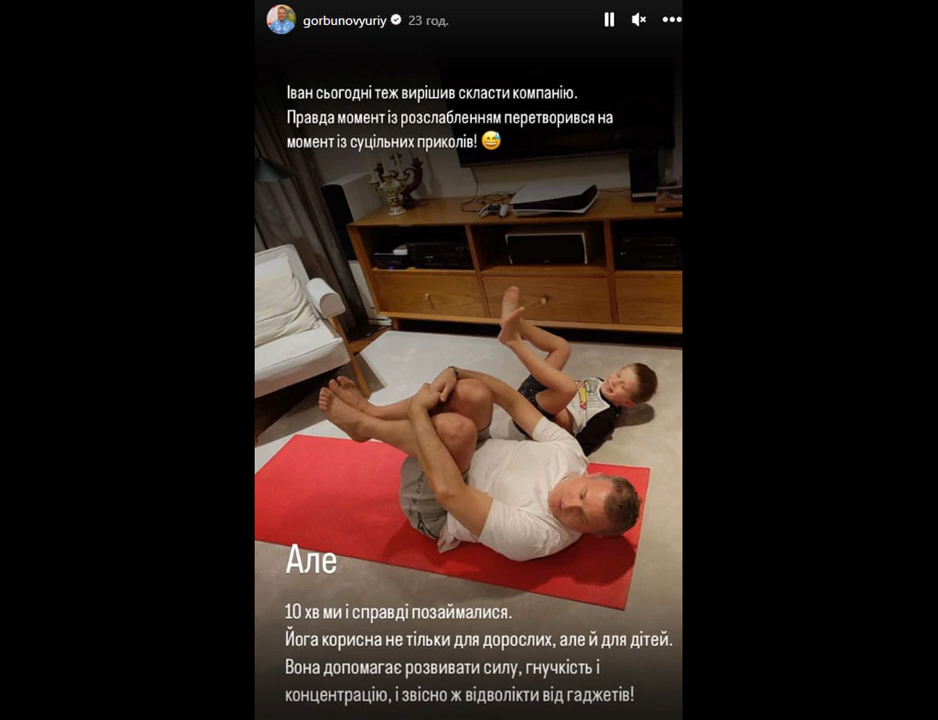 gorbunovyuriy 23 год.
Іван сьогодні теж вирішив скласти компанію.
Правда момент із розслабленням перетворився на
момент із суцільних приколів! 😅
Але
10 хв ми і справді позаймалися.
Йога корисна не тільки для дорослих, але й для дітей.
Вона допомагає розвивати силу, гнучкість і
концентрацію, і звісно ж відволікти від гаджетів!